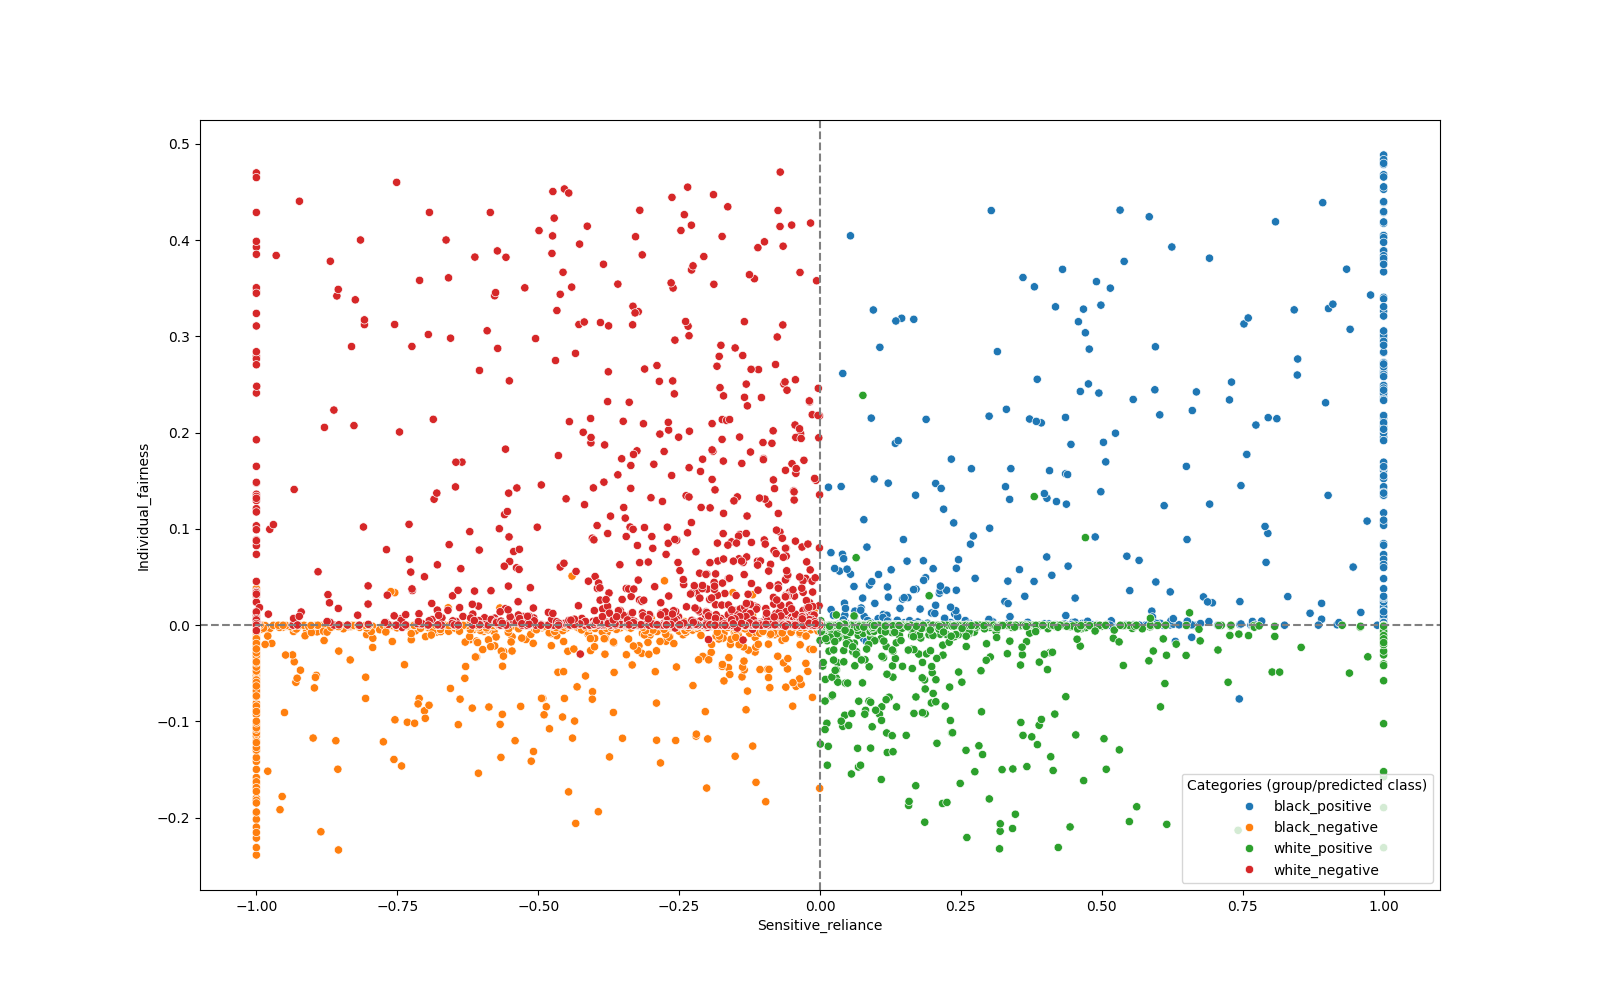 0.5
0.4
0.3
0.2
0.1
0.0
−0.1
−0.2
Individual_fairness
Categories (group/predicted class)
black_positive
black_negative
white_positive
white_negative
−1.00 −0.75 −0.50 −0.25 0.00 0.25 0.50 0.75 1.00
Sensitive_reliance